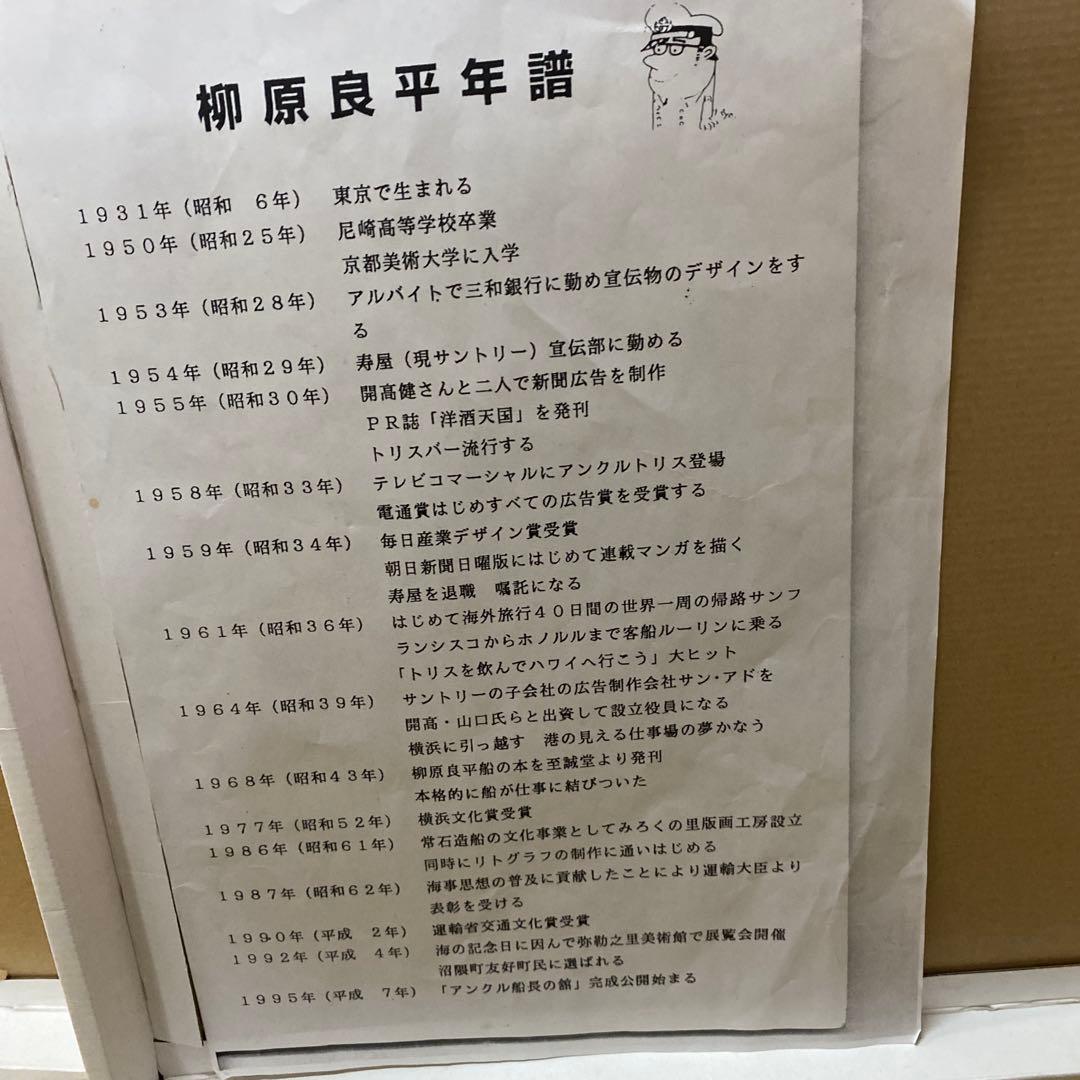 柳原良平年譜
1931年（昭和　6年）　東京で生まれる
1950年（昭和25年）　尼崎髙等学校卒業
京都美術大学に入学
1953年（昭和28年）　アルバイトで三和銀行に勤め宣伝物のデザインをす
る
1954年（昭和29年）　寿屋（現サントリー）宣伝部に勤める
1955年（昭和30年）　開髙健さんと二人で新聞広告を制作
ＰＲ誌「洋酒天国」を発刊
トリスバー流行する
1958年（昭和33年）　テレビコマーシャルにアンクルトリス登場
電通賞はじめすべての広告賞を受賞する
1959年（昭和34年）　毎日産業デザイン賞受賞
朝日新聞日曜版にはじめて連載マンガを描く
寿屋を退職　嘱託になる
1961年（昭和36年）　はじめて海外旅行40日間の世界一周の帰路サンフ
ランシスコからホノルルまで客船ルーリンに乗る
「トリスを飲んでハワイへ行こう」大ヒット
1964年（昭和39年）　サントリーの子会社の広告制作会社サン・アドを
開髙・山口氏らと出資して設立役員になる
横浜に引っ越す　港の見える仕事場の夢かなう
1968年（昭和43年）　柳原良平船の本を至誠堂より発刊
本格的に船が仕事に結びついた
1977年（昭和52年）　横浜文化賞受賞
1986年（昭和61年）　常石造船の文化事業としてみろくの里版画工房設立
同時にリトグラフの制作に通いはじめる
1987年（昭和62年）　海事思想の普及に貢献したことにより運輸大臣より
表彰を受ける
1990年（平成　2年）　運輸省交通文化賞受賞
1992年（平成　4年）　海の記念日に因んで弥勒之里美術館で展覧会開催
沼隈町友好町民に選ばれる
1995年（平成　7年）　「アンクル船長の館」完成公開始まる